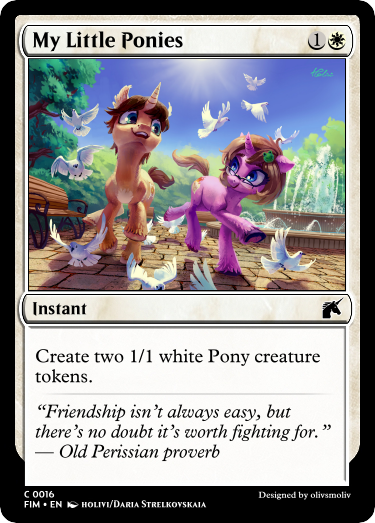 My Little Ponies 1
Instant
Create two 1/1 white Pony creature
tokens.
“Friendship isn’t always easy, but
there’s no doubt it’s worth fighting for.”
— Old Perissian proverb
C 0016
FIM • EN HOLIVI/DARIA STRELKOVSKAIA
Designed by olivsmoliv